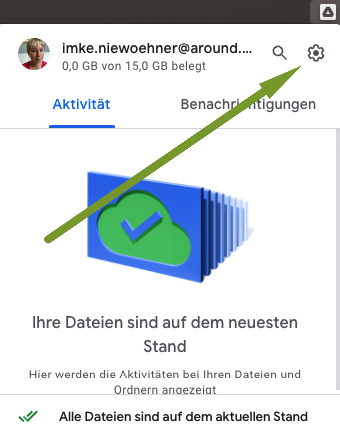 imke.niewoehner@around....
0,0 GB von 15,0 GB belegt
Aktivität Benachrichtigungen
Ihre Dateien sind auf dem neuesten
Stand
Hier werden die Aktivitäten bei Ihren Dateien und
Ordnern angezeigt
Alle Dateien sind auf dem aktuellen Stand